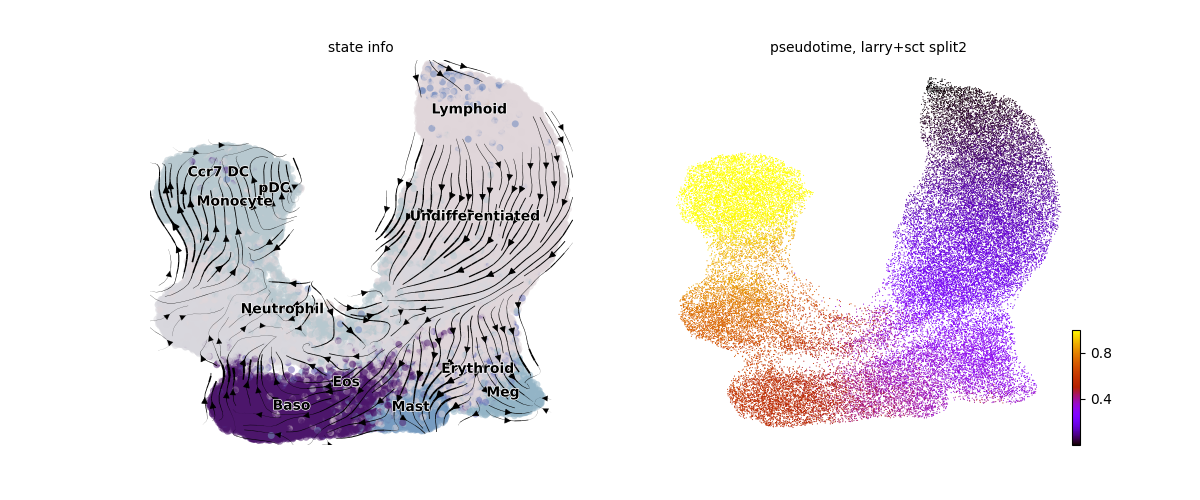 state info
pseudotime, larry+sct split2
Lymphoid
Ccr7 DC
pDC
Monocyte
Undifferentiated
Neutrophil
Erythroid
Eos
Meg
Baso
Mast
0.8
0.4